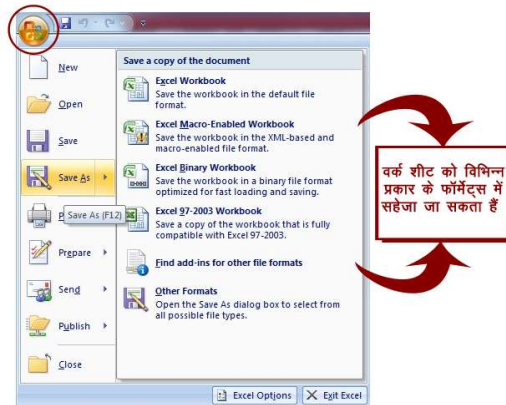 New
Open
Save
Save As
P
Save As (F12)
Prepare
Send
Publish
Close
Save a copy of the document
Excel Workbook
Save the workbook in the default file
format.
Excel Macro-Enabled Workbook
Save the workbook in the XML-based and
macro-enabled file format.
Excel Binary Workbook
Save the workbook in a binary file format
optimized for fast loading and saving.
Excel 97-2003 Workbook
Save a copy of the workbook that is fully
compatible with Excel 97-2003.
Find add-ins for other file formats
Other Formats
Open the Save As dialog box to select from
all possible file types.
Excel Options
Exit Excel
वर्क शीट को विभिन्न
प्रकार के फॉर्मेट्स में
सहेजा जा सकता हैं